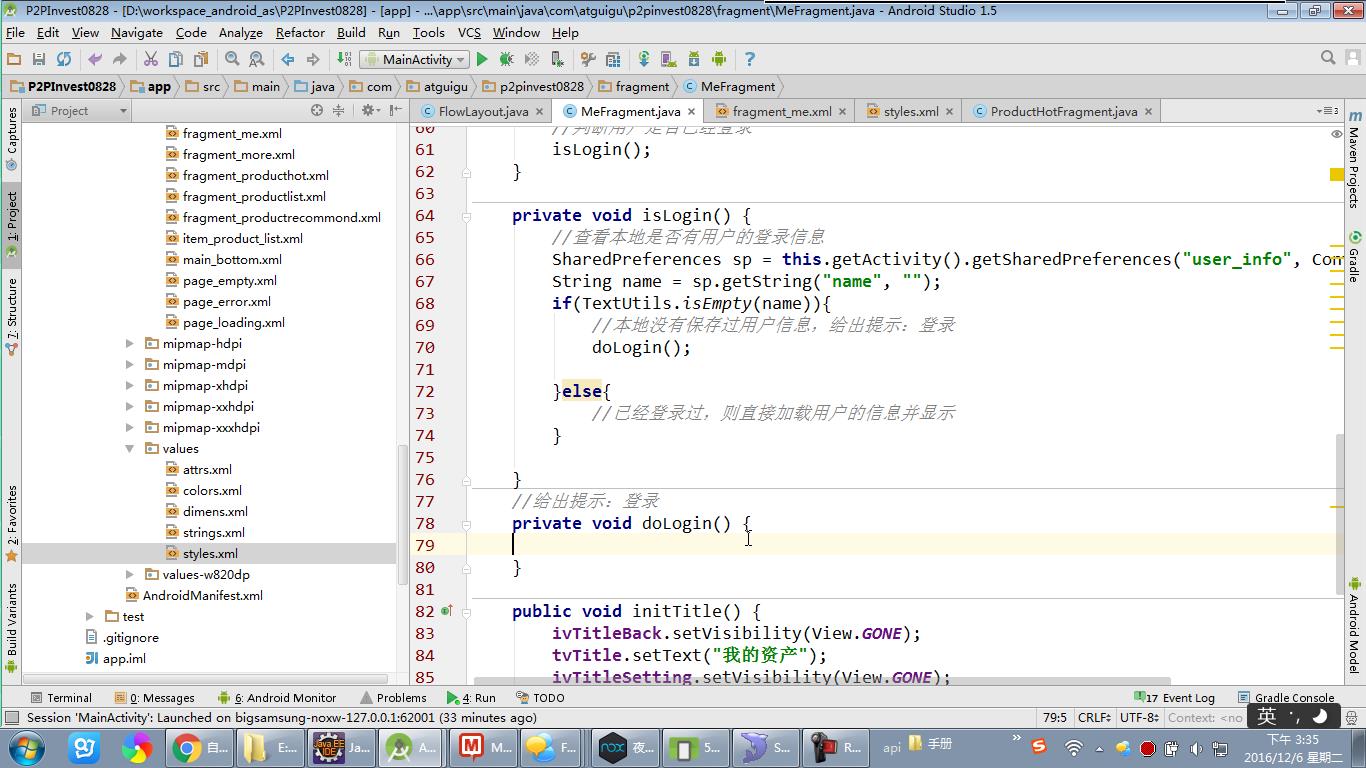 P2PInvest0828 - [D:\workspace_android_as\P2PInvest0828] - [app] - ...\app\src\main\java\com\atguigu\p2pinvest0828\fragment\MeFragment.java - Android Studio 1.5
File Edit View Navigate Code Analyze Refactor Build Run Tools VCS Window Help
MainActivity
P2PInvest0828 app src main java com atguigu p2pinvest0828 fragment MeFragment
Project
FlowLayout.java MeFragment.java fragment_me.xml styles.xml ProductHotFragment.java
Captures
1: Project
7: Structure
2: Favorites
Build Variants
fragment_me.xml
fragment_more.xml
fragment_producthot.xml
fragment_productlist.xml
fragment_productrecommond.xml
item_product_list.xml
main_bottom.xml
page_empty.xml
page_error.xml
page_loading.xml
mipmap-hdpi
mipmap-mdpi
mipmap-xhdpi
mipmap-xxhdpi
mipmap-xxxhdpi
values
attrs.xml
colors.xml
dimens.xml
strings.xml
styles.xml
values-w820dp
AndroidManifest.xml
test
.gitignore
app.iml
60 //判断用户是否已经登录
61 isLogin();
62 }
63
64 private void isLogin() {
65 //查看本地是否有用户的登录信息
66 SharedPreferences sp = this.getActivity().getSharedPreferences("user_info", Con
67 String name = sp.getString("name", "");
68 if(TextUtils.isEmpty(name)){
69 //本地没有保存过用户信息，给出提示：登录
70 doLogin();
71
72 }else{
73 //已经登录过，则直接加载用户的信息并显示
74 }
75
76 }
77 //给出提示：登录
78 private void doLogin() {
79
80 }
81
82 public void initTitle() {
83 ivTitleBack.setVisibility(View.GONE);
84 tvTitle.setText("我的资产");
85 ivTitleSetting.setVisibility(View.GONE);
Maven Projects
Gradle
Android Model
Terminal 0: Messages 6: Android Monitor Problems 4: Run TODO 17 Event Log Gradle Console
Session 'MainActivity': Launched on bigsamsung-noxw-127.0.0.1:62001 (33 minutes ago) 79:5 CRLF UTF-8 Context: <no
英
自... E:... Ja... A... M... F... 夜... 5... S... R... api 手册
下午 3:35
2016/12/6 星期二